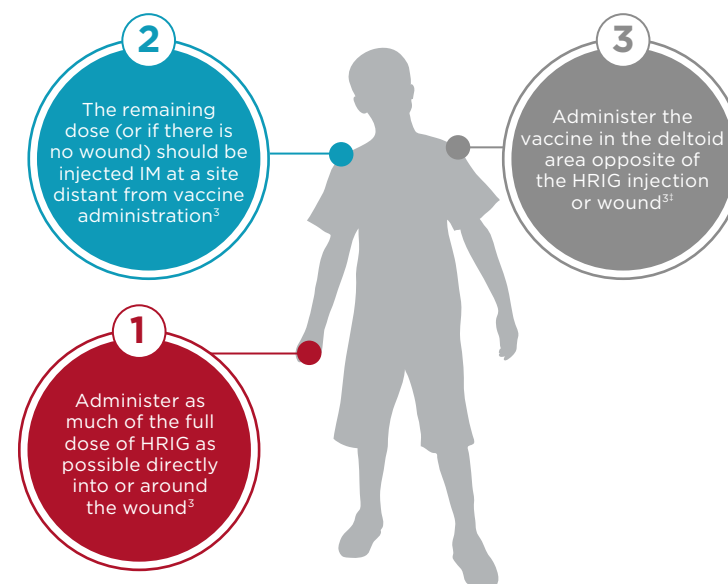 2
The remaining
dose (or if there is
no wound) should be
injected IM at a site
distant from vaccine
administration³
3
Administer the
vaccine in the deltoid
area opposite of
the HRIG injection
or wound³‡
1
Administer as
much of the full
dose of HRIG as
possible directly
into or around
the wound³